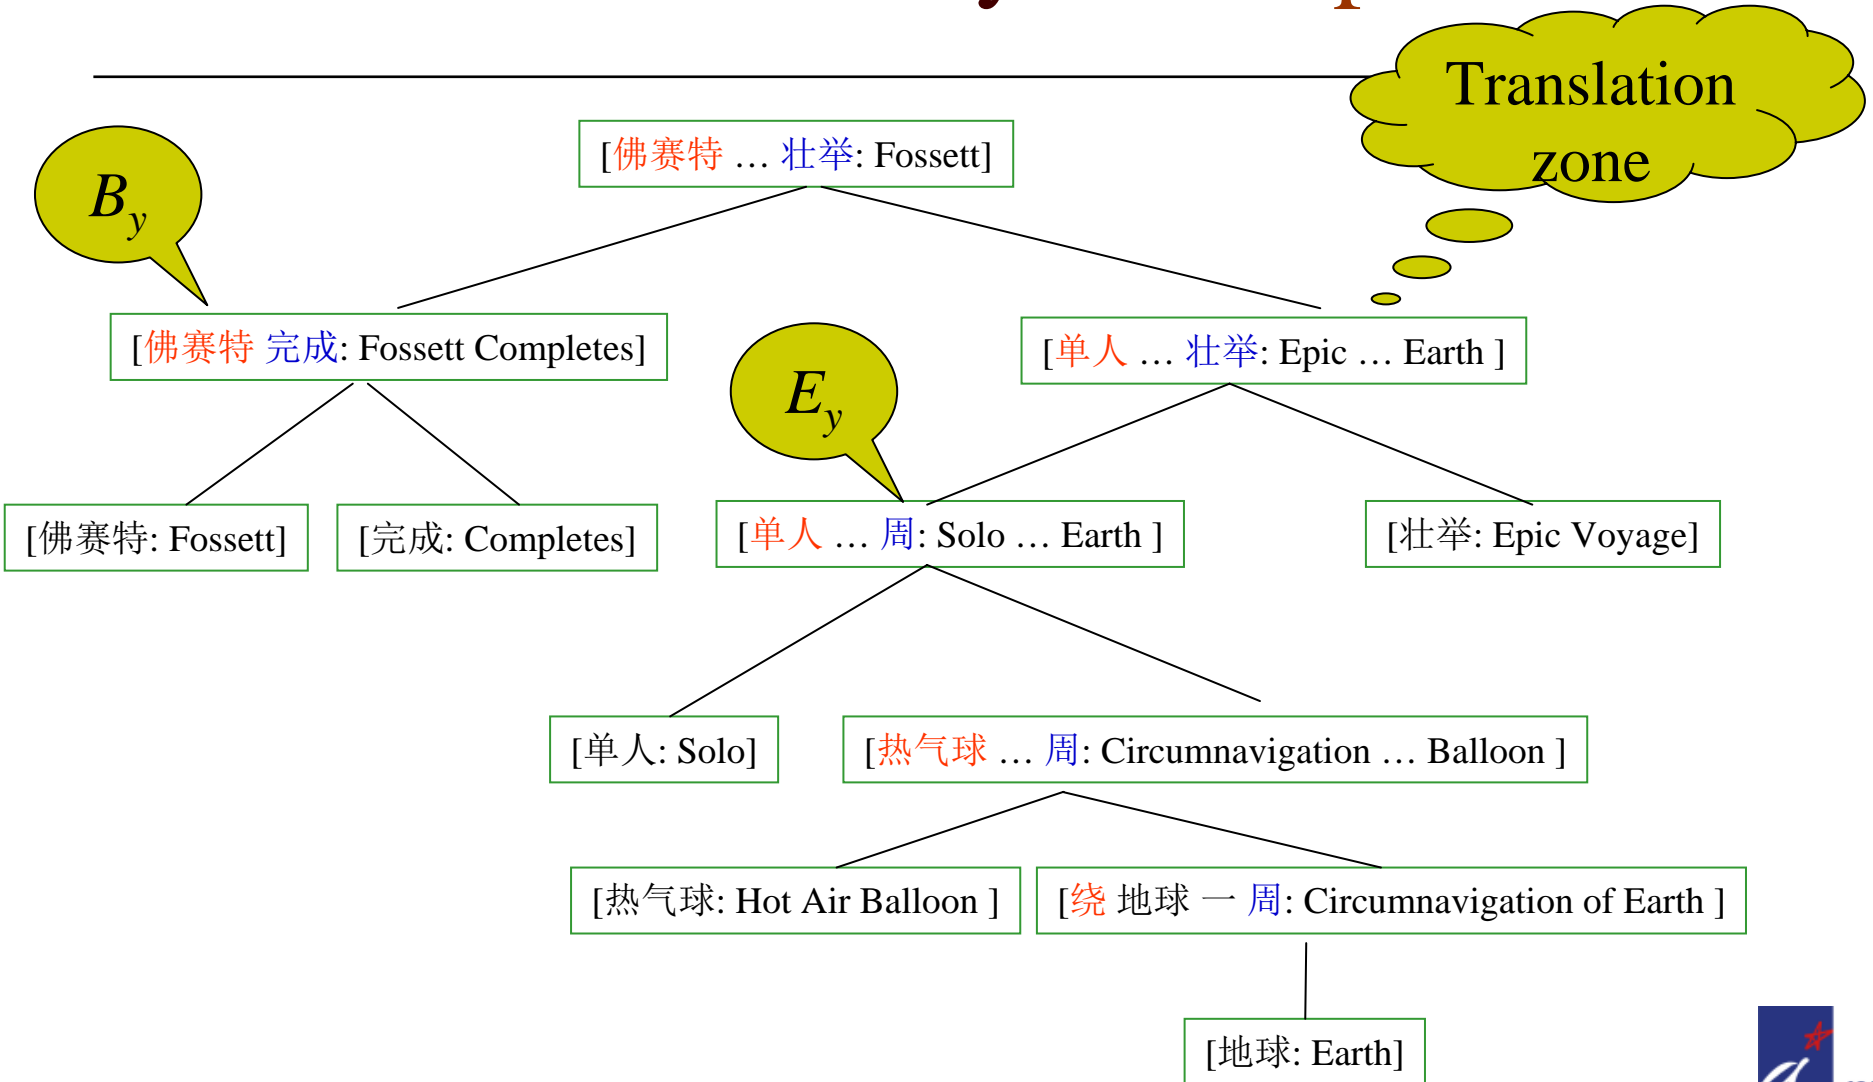 Translation
zone
[佛赛特 … 壮举: Fossett]
B_y
[佛赛特 完成: Fossett Completes]
[单人 … 壮举: Epic … Earth ]
E_y
[佛赛特: Fossett]
[完成: Completes]
[单人 … 周: Solo … Earth ]
[壮举: Epic Voyage]
[单人: Solo]
[热气球 … 周: Circumnavigation … Balloon ]
[热气球: Hot Air Balloon ]
[绕 地球 一 周: Circumnavigation of Earth ]
[地球: Earth]